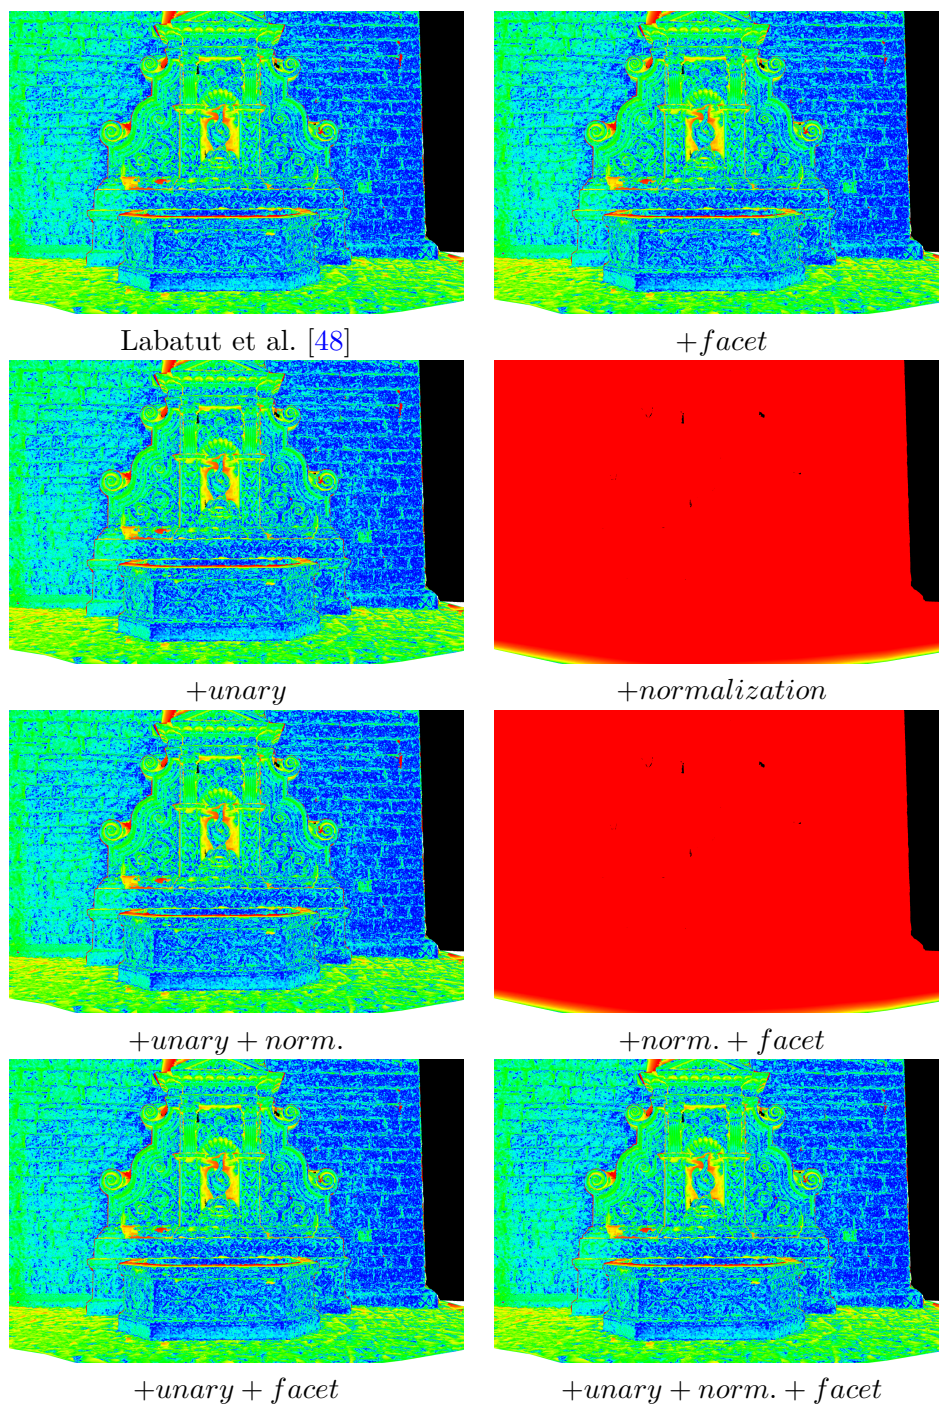 Labatut et al. [48]
+facet
+unary
+normalization
+unary + norm.
+norm. + facet
+unary + facet
+unary + norm. + facet